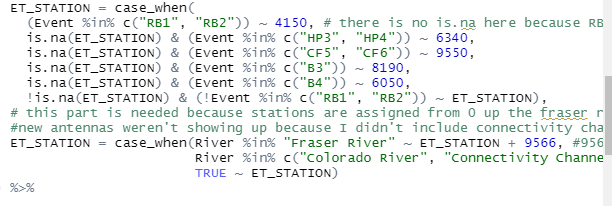 ET_STATION = case_when(
(Event %in% c("RB1", "RB2")) ~ 4150, # there is no is.na here because RB
is.na(ET_STATION) & (Event %in% c("HP3", "HP4")) ~ 6340,
is.na(ET_STATION) & (Event %in% c("CF5", "CF6")) ~ 9550,
is.na(ET_STATION) & (Event %in% c("B3")) ~ 8190,
is.na(ET_STATION) & (Event %in% c("B4")) ~ 6050,
!is.na(ET_STATION) & (!Event %in% c("RB1", "RB2")) ~ ET_STATION),
# this part is needed because stations are assigned from 0 up the fraser r
#new antennas weren't showing up because I didn't include connectivity cha
ET_STATION = case_when(River %in% "Fraser River" ~ ET_STATION + 9566, #956
River %in% c("Colorado River", "Connectivity Channe
TRUE ~ ET_STATION)
%>%